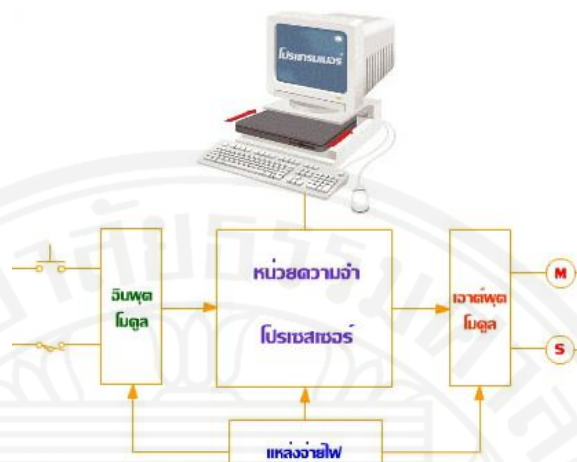 โปรแกรมเมอร์
อินพุต
โมดูล
หน่วยความจำ
โปรเซสเซอร์
เอาต์พุต
โมดูล
M
S
แหล่งจ่ายไฟ